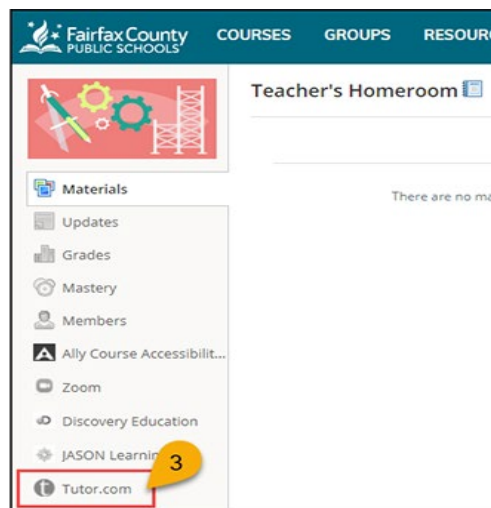 Fairfax County
PUBLIC SCHOOLS
COURSES GROUPS RESOUR
Teacher's Homeroom
There are no ma
Materials
Updates
Grades
Mastery
Members
Ally Course Accessibilit...
Zoom
Discovery Education
JASON Learnin
3
Tutor.com